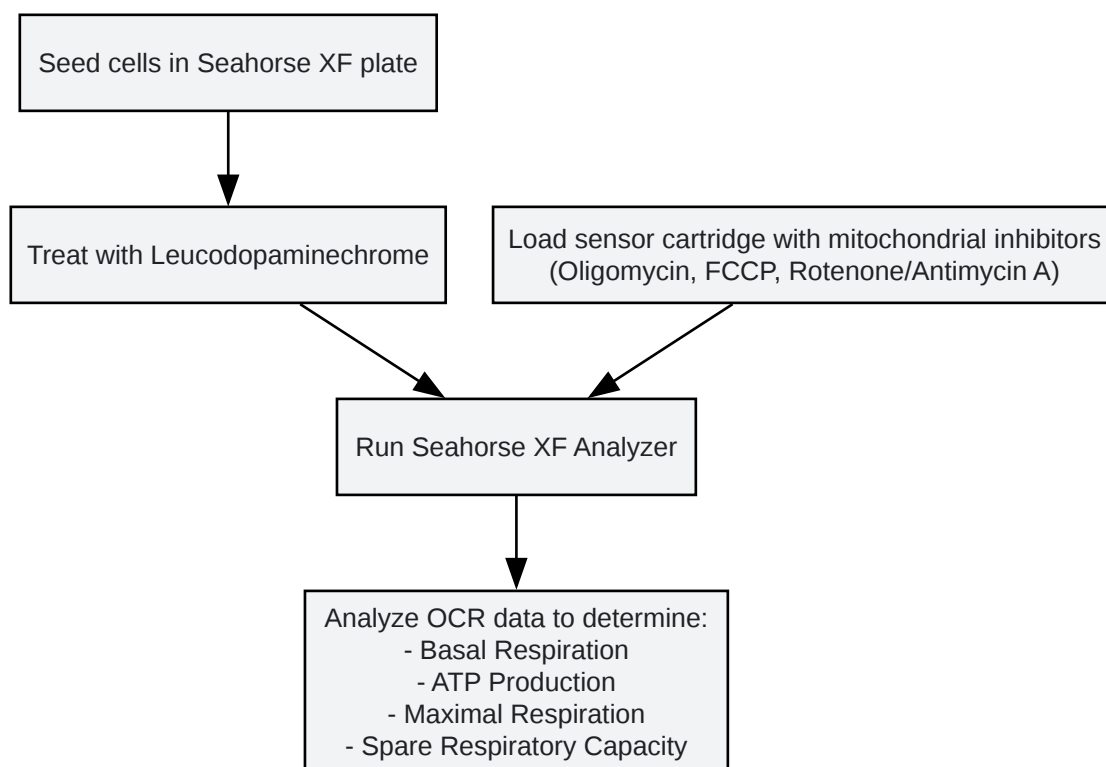 Seed cells in Seahorse XF plate
Treat with Leucodopaminechrome
Load sensor cartridge with mitochondrial inhibitors
(Oligomycin, FCCP, Rotenone/Antimycin A)
Run Seahorse XF Analyzer
Analyze OCR data to determine:
- Basal Respiration
- ATP Production
- Maximal Respiration
- Spare Respiratory Capacity